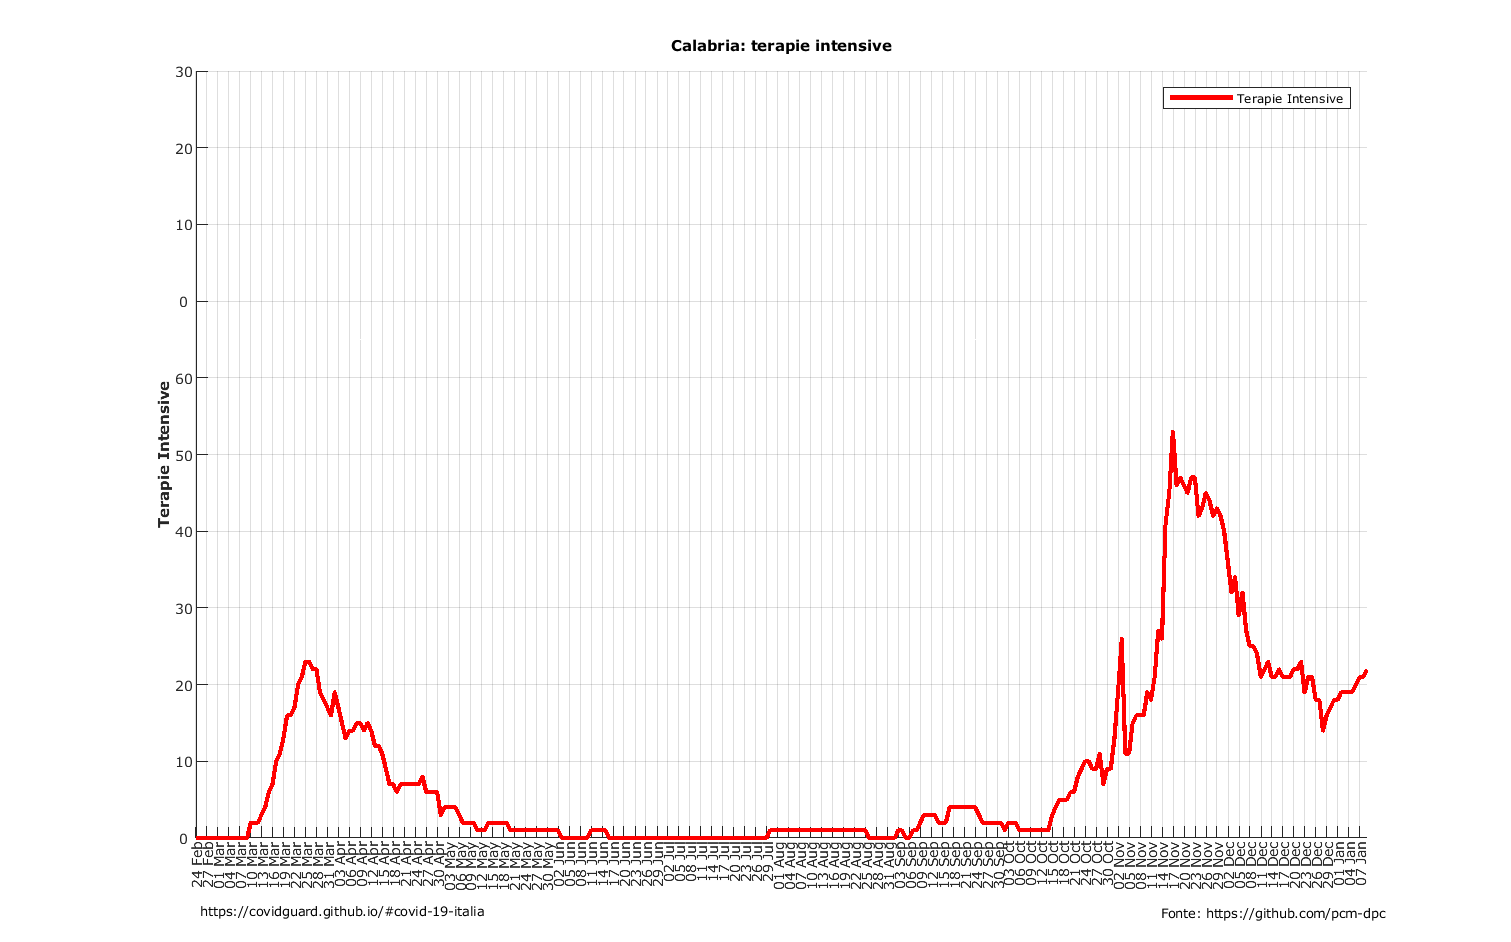 Calabria: terapie intensive
30
20
10
0
60
50
40
30
20
10
0
Terapie Intensive
Terapie Intensive
24 Feb
27 Feb
01 Mar
04 Mar
07 Mar
10 Mar
13 Mar
16 Mar
19 Mar
22 Mar
25 Mar
28 Mar
31 Mar
03 Apr
06 Apr
09 Apr
12 Apr
15 Apr
18 Apr
21 Apr
24 Apr
27 Apr
30 Apr
03 May
06 May
09 May
12 May
15 May
18 May
21 May
24 May
27 May
30 May
02 Jun
05 Jun
08 Jun
11 Jun
14 Jun
17 Jun
20 Jun
23 Jun
26 Jun
29 Jun
02 Jul
05 Jul
08 Jul
11 Jul
14 Jul
17 Jul
20 Jul
23 Jul
26 Jul
29 Jul
01 Aug
04 Aug
07 Aug
10 Aug
13 Aug
16 Aug
19 Aug
22 Aug
25 Aug
28 Aug
31 Aug
03 Sep
06 Sep
09 Sep
12 Sep
15 Sep
18 Sep
21 Sep
24 Sep
27 Sep
30 Sep
03 Oct
06 Oct
09 Oct
12 Oct
15 Oct
18 Oct
21 Oct
24 Oct
27 Oct
30 Oct
02 Nov
05 Nov
08 Nov
11 Nov
14 Nov
17 Nov
20 Nov
23 Nov
26 Nov
29 Nov
02 Dec
05 Dec
08 Dec
11 Dec
14 Dec
17 Dec
20 Dec
23 Dec
26 Dec
29 Dec
01 Jan
04 Jan
07 Jan
https://covidguard.github.io/#covid-19-italia
Fonte: https://github.com/pcm-dpc